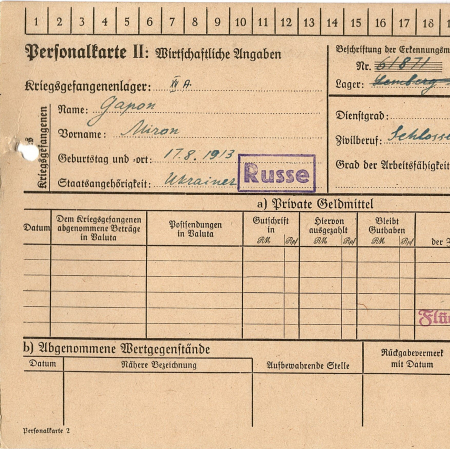 1 2 3 4 5 6 7 8 9 10 11 12 13 14 15 16 17 18
Personalkarte II: Wirtschaftliche Angaben
Kriegsgefangenenlager: III A
Name: Gapon
Vorname: Miron
Geburtstag und -ort: 17.8.1913
Staatsangehörigkeit: Ukrainer
Russe
Kriegsgefangenen
Beschriftung der Erkennungsm
Nr. 61871
Lager:
Dienstgrad:
Zivilberuf: Schlosse
Grad der Arbeitsfähigkeit
a) Private Geldmittel
Datum
Dem Kriegsgefangenen abgenommene Beträge in Valuta
Postsendungen in Valuta
Gutschrift in
RM Rpf
Hiervon ausgezahlt
RM Rpf
Bleibt Guthaben
RM Rpf
der
Flü
b) Abgenommene Wertgegenstände
Datum
Nähere Bezeichnung
Aufbewahrende Stelle
Rückgabevermerk mit Datum
Personalkarte 2